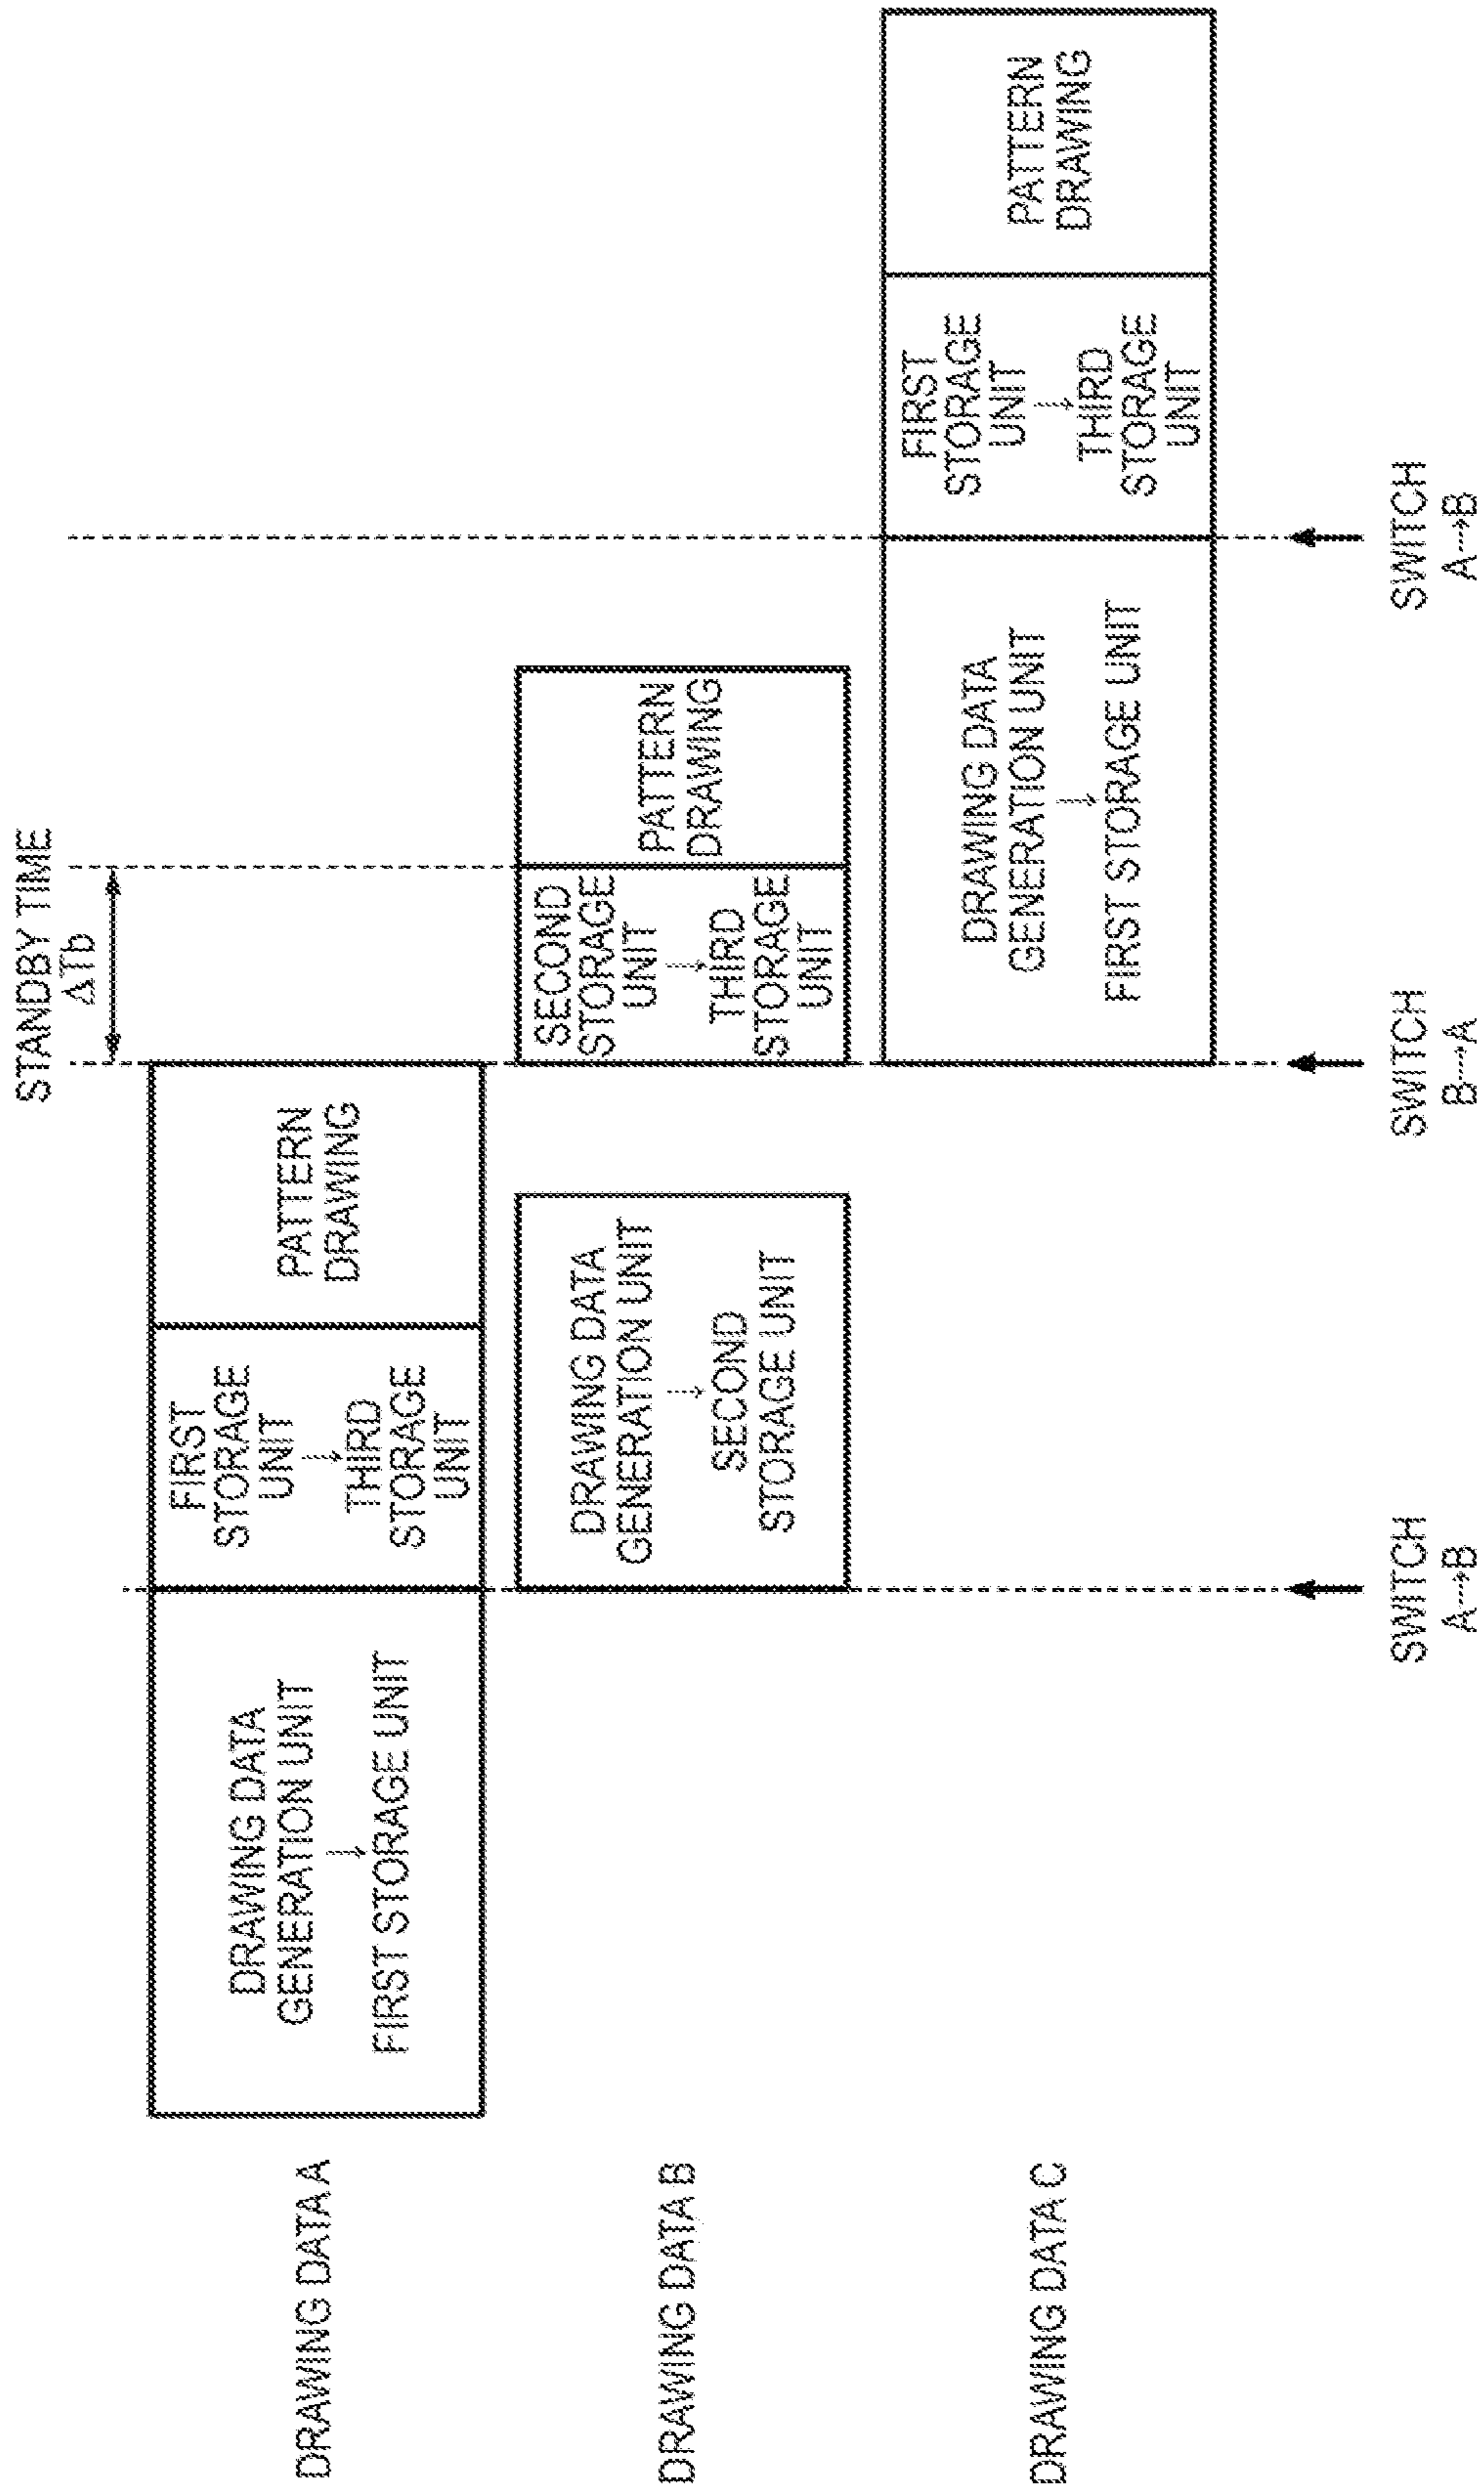 STANDBY TIME
ΔTb
DRAWING DATA A
DRAWING DATA
GENERATION UNIT
↓
FIRST STORAGE UNIT
FIRST
STORAGE
UNIT
↓
THIRD
STORAGE
UNIT
PATTERN
DRAWING
DRAWING DATA B
DRAWING DATA
GENERATION UNIT
↓
SECOND
STORAGE UNIT
SECOND
STORAGE
UNIT
↓
THIRD
STORAGE
UNIT
PATTERN
DRAWING
DRAWING DATA C
DRAWING DATA
GENERATION UNIT
↓
FIRST STORAGE UNIT
FIRST
STORAGE
UNIT
↓
THIRD
STORAGE
UNIT
PATTERN
DRAWING
SWITCH
A→B
SWITCH
B→A
SWITCH
A→B